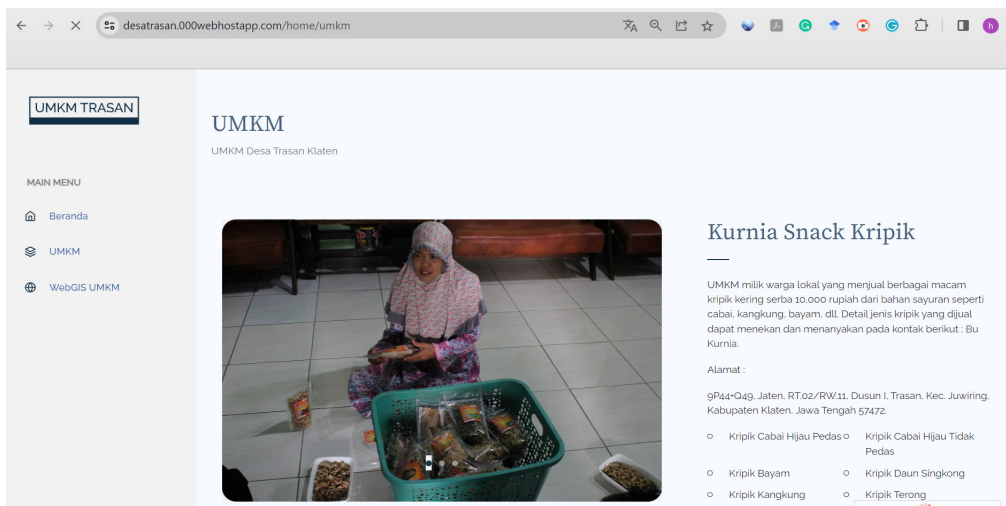 desatrasan.000webhostapp.com/home/umkm
UMKM TRASAN
MAIN MENU
Beranda
UMKM
WebGIS UMKM
UMKM
UMKM Desa Trasan Klaten
Kurnia Snack Kripik
UMKM milik warga lokal yang menjual berbagai macam
kripik kering serba 10.000 rupiah dari bahan sayuran seperti
cabai, kangkung, bayam, dll. Detail jenis kripik yang dijual
dapat menekan dan menanyakan pada kontak berikut : Bu
Kurnia.
Alamat :
9P44+Q49, Jaten, RT.02/RW.11, Dusun I, Trasan, Kec. Juwiring,
Kabupaten Klaten, Jawa Tengah 57472.
Kripik Cabai Hijau Pedas
Kripik Cabai Hijau Tidak
Pedas
Kripik Bayam
Kripik Daun Singkong
Kripik Kangkung
Kripik Terong